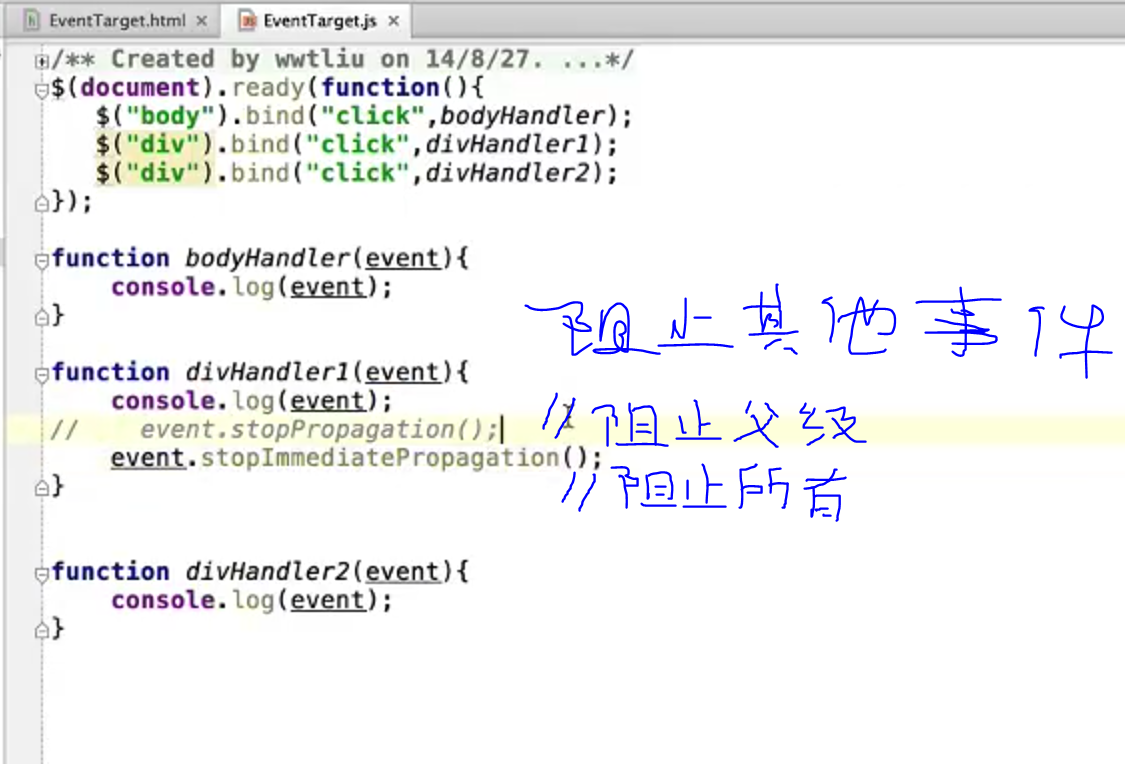 EventTarget.html
EventTarget.js
/** Created by wwtliu on 14/8/27. ...*/
$(document).ready(function(){
$("body").bind("click",bodyHandler);
$("div").bind("click",divHandler1);
$("div").bind("click",divHandler2);
});
function bodyHandler(event){
console.log(event);
}
阻止其他事件
function divHandler1(event){
console.log(event);
// event.stopPropagation(); //阻止父级
event.stopImmediatePropagation();
//阻止所有
}
function divHandler2(event){
console.log(event);
}